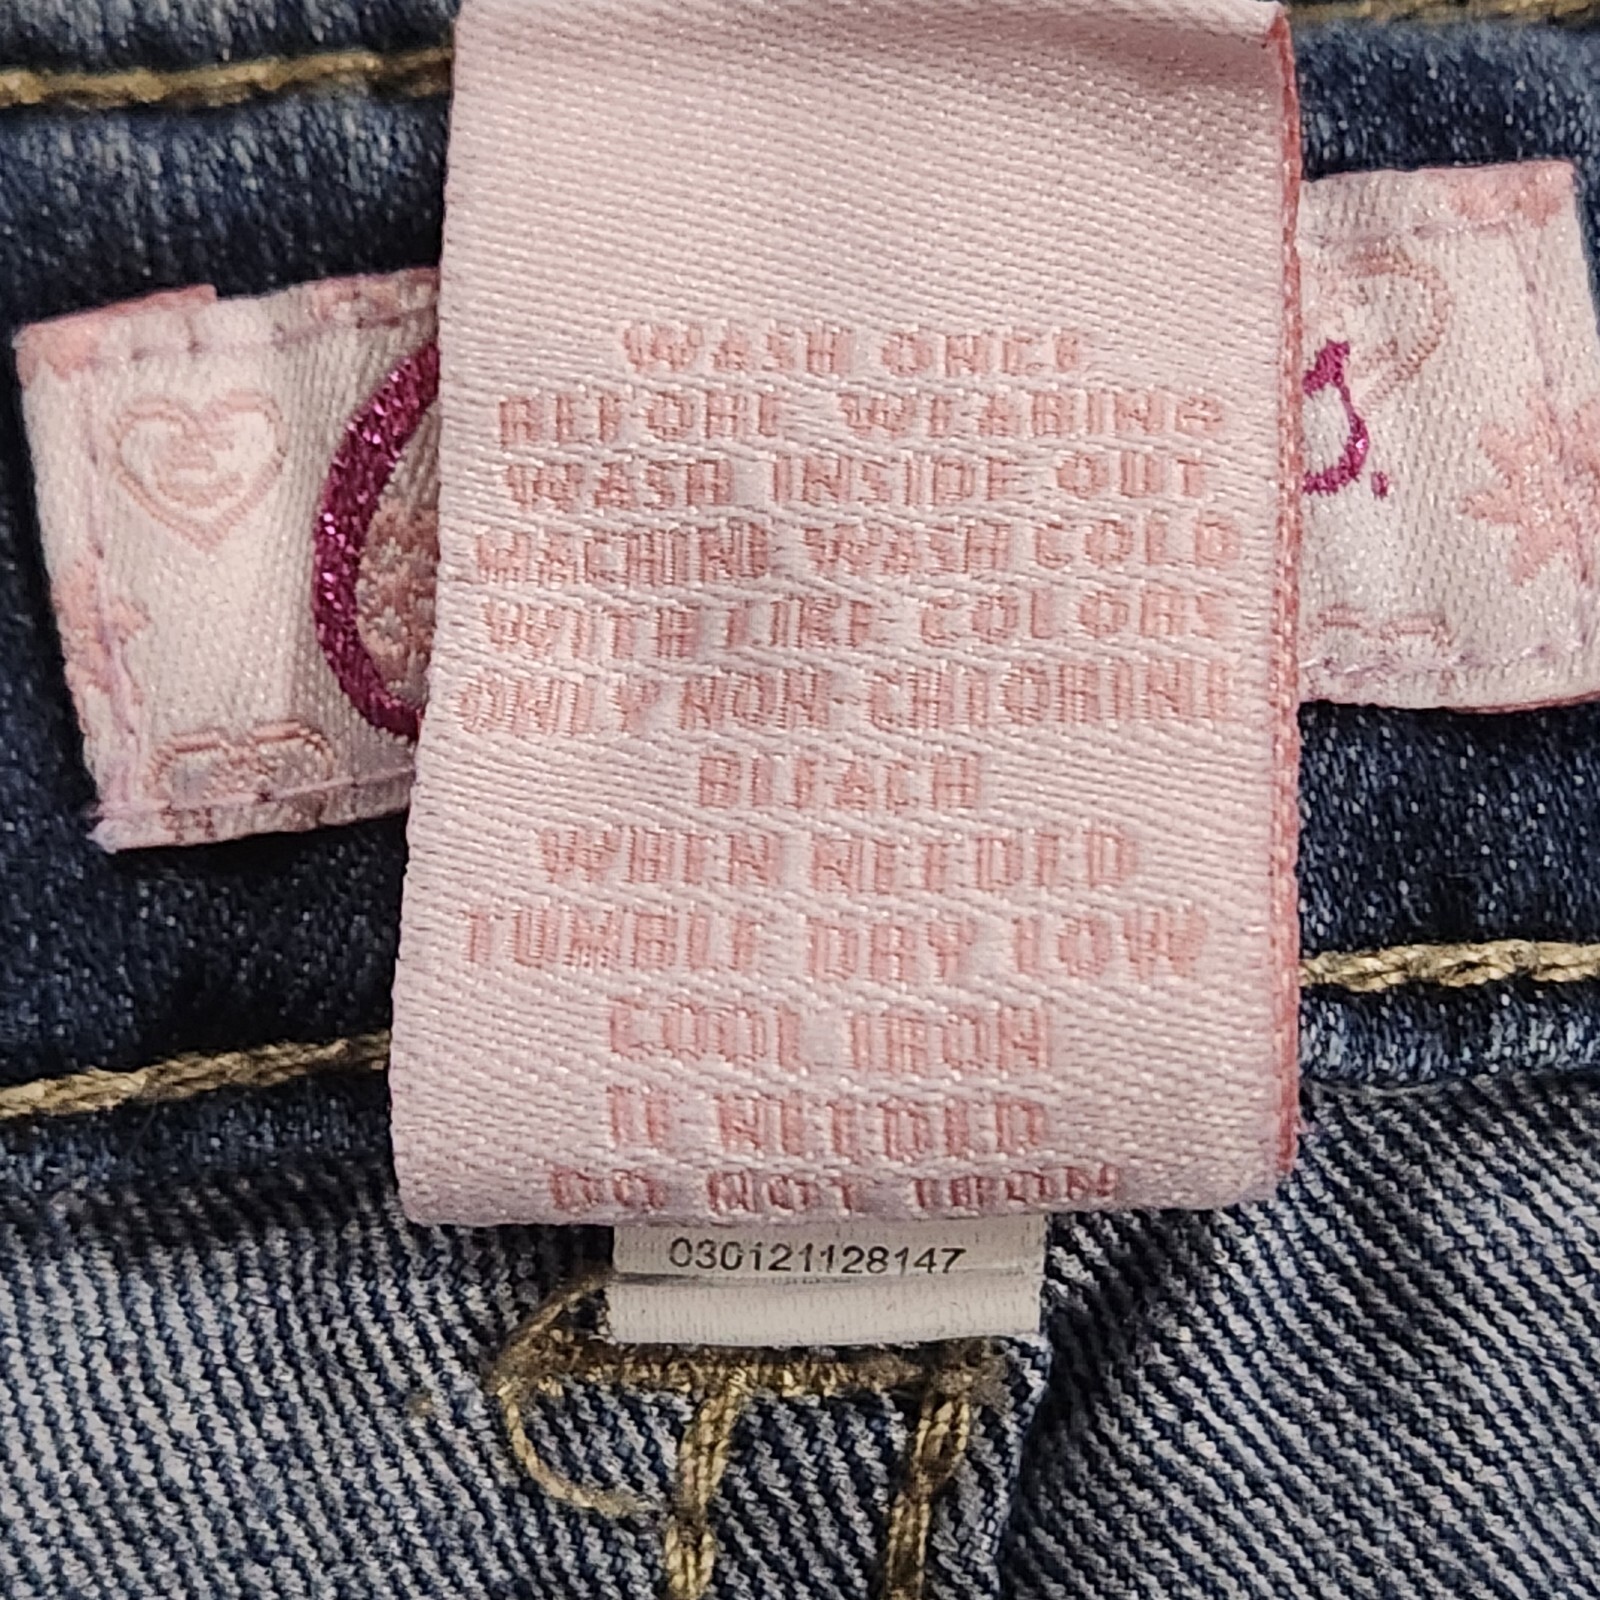 WASH ONCE
BEFORE WEARING
WASH INSIDE OUT
MACHINE WASH COLD
WITH LIKE COLORS
ONLY NON-CHLORINE
BLEACH
WHEN NEEDED
TUMBLE DRY LOW
COOL IRON
IF NEEDED
DO NOT IRON
030121128147